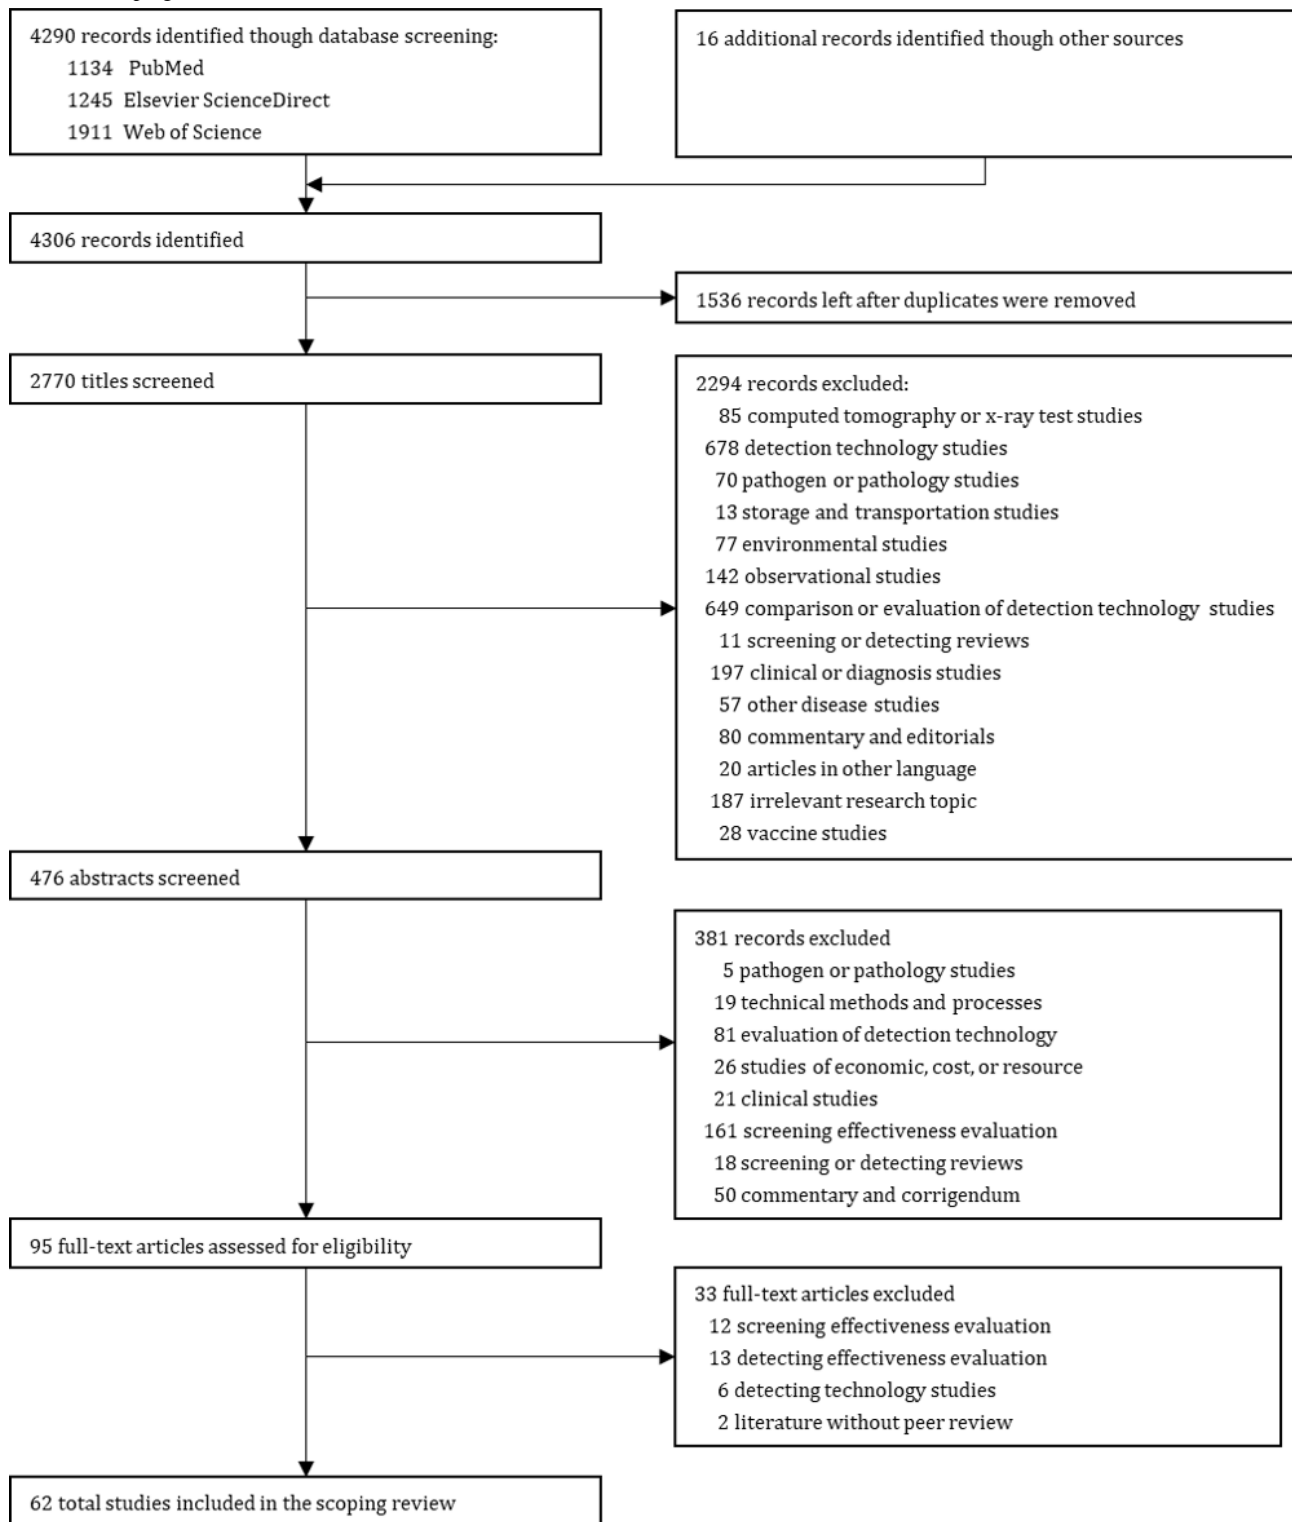 4290 records identified though database screening:
1134 PubMed
1245 Elsevier ScienceDirect
1911 Web of Science
16 additional records identified though other sources
4306 records identified
1536 records left after duplicates were removed
2770 titles screened
2294 records excluded:
85 computed tomography or x-ray test studies
678 detection technology studies
70 pathogen or pathology studies
13 storage and transportation studies
77 environmental studies
142 observational studies
649 comparison or evaluation of detection technology studies
11 screening or detecting reviews
197 clinical or diagnosis studies
57 other disease studies
80 commentary and editorials
20 articles in other language
187 irrelevant research topic
28 vaccine studies
476 abstracts screened
381 records excluded
5 pathogen or pathology studies
19 technical methods and processes
81 evaluation of detection technology
26 studies of economic, cost, or resource
21 clinical studies
161 screening effectiveness evaluation
18 screening or detecting reviews
50 commentary and corrigendum
95 full-text articles assessed for eligibility
33 full-text articles excluded
12 screening effectiveness evaluation
13 detecting effectiveness evaluation
6 detecting technology studies
2 literature without peer review
62 total studies included in the scoping review